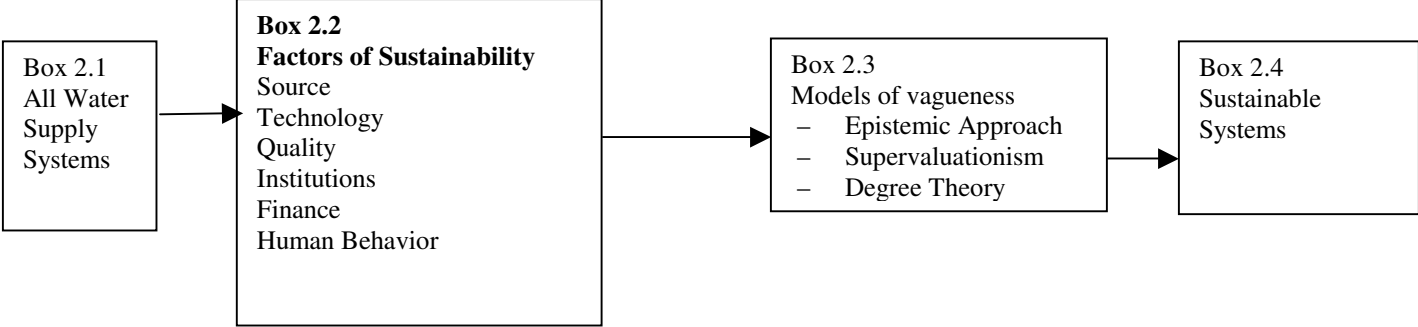 Box 2.1
All Water
Supply
Systems
Box 2.2
Factors of Sustainability
Source
Technology
Quality
Institutions
Finance
Human Behavior
Box 2.3
Models of vagueness
– Epistemic Approach
– Supervaluationism
– Degree Theory
Box 2.4
Sustainable
Systems